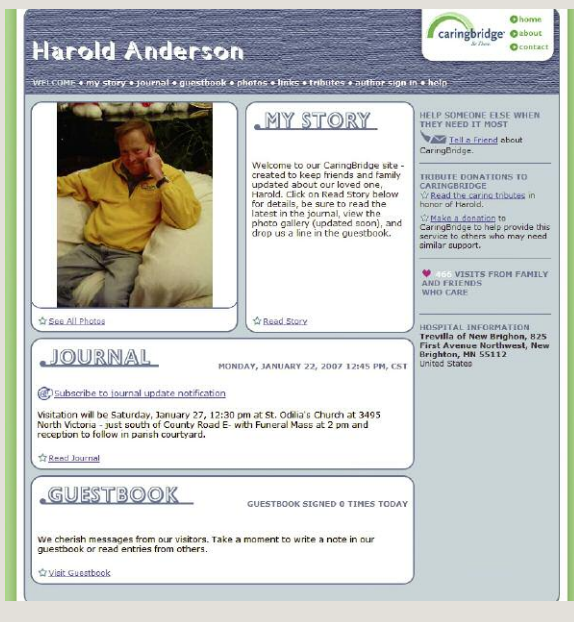 caringbridge
home
about
contact
Harold Anderson
WELCOME • my story • journal • guestbook • photos • links • tributes • author sign in • help
MY STORY
Welcome to our CaringBridge site -
created to keep friends and family
updated about our loved one,
Harold. Click on Read Story below
for details, be sure to read the
latest in the journal, view the
photo gallery (updated soon), and
drop us a line in the guestbook.
See All Photos
Read Story
JOURNAL
MONDAY, JANUARY 22, 2007 12:45 PM, CST
Subscribe to journal update notification
Visitation will be Saturday, January 27, 12:30 pm at St. Odilia's Church at 3495
North Victoria - just south of County Road E- with Funeral Mass at 2 pm and
reception to follow in parish courtyard.
Read Journal
GUESTBOOK
GUESTBOOK SIGNED 0 TIMES TODAY
We cherish messages from our visitors. Take a moment to write a note in our
guestbook or read entries from others.
Visit Guestbook
HELP SOMEONE ELSE WHEN
THEY NEED IT MOST
Tell a Friend about
CaringBridge.
TRIBUTE DONATIONS TO
CARINGBRIDGE
Read the caring tributes in
honor of Harold.
Make a donation to
CaringBridge to help provide this
service to others who may need
similar support.
466 VISITS FROM FAMILY
AND FRIENDS
WHO CARE
HOSPITAL INFORMATION
Trevilla of New Brighon, 825
First Avenue Northwest, New
Brighton, MN 55112
United States